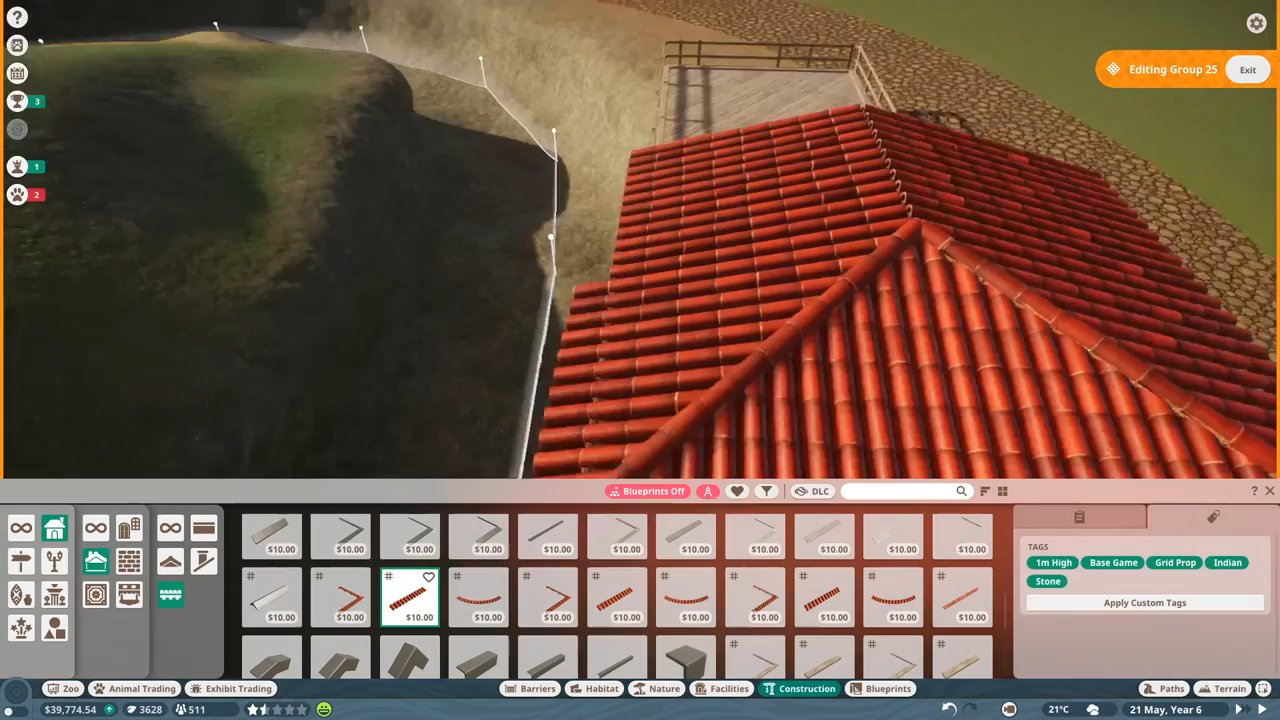 ?
3
1
2
Editing Group 25 Exit
Blueprints Off DLC ? ×
$10.00 $10.00 $10.00 $10.00 $10.00 $10.00 $10.00 $10.00 $10.00 $10.00 $10.00
$10.00 $10.00 $10.00 $10.00 $10.00 $10.00 $10.00 $10.00 $10.00 $10.00 $10.00
TAGS
1m High Base Game Grid Prop Indian
Stone
Apply Custom Tags
Zoo Animal Trading Exhibit Trading Barriers Habitat Nature Facilities Construction Blueprints Paths Terrain
$39,774.54 3628 511 21°C 21 May, Year 6